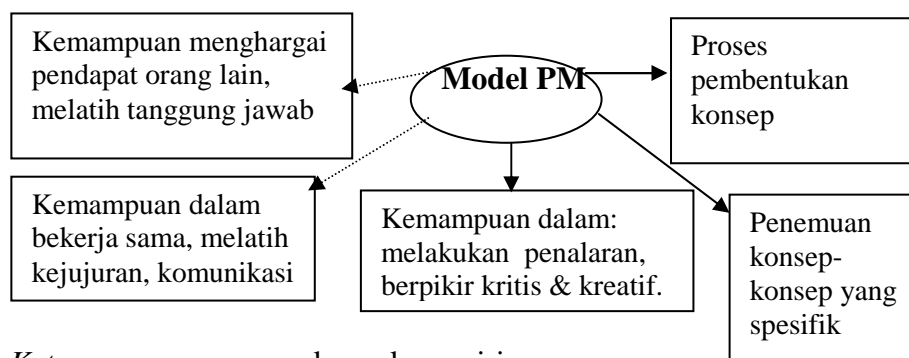 Kemampuan menghargai
pendapat orang lain,
melatih tanggung jawab
Model PM
Proses
pembentukan
konsep
Kemampuan dalam
bekerja sama, melatih
kejujuran, komunikasi
Kemampuan dalam:
melakukan penalaran,
berpikir kritis & kreatif.
Penemuan
konsep-
konsep yang
spesifik